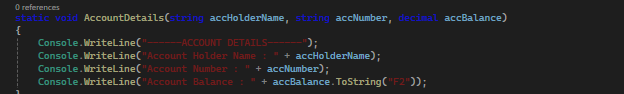 0 references
static void AccountDetails(string accHolderName, string accNumber, decimal accBalance)
{
Console.WriteLine("------ACCOUNT DETAILS------");
Console.WriteLine("Account Holder Name : " + accHolderName);
Console.WriteLine("Account Number : " + accNumber);
Console.WriteLine("Account Balance : " + accBalance.ToString("F2"));
}